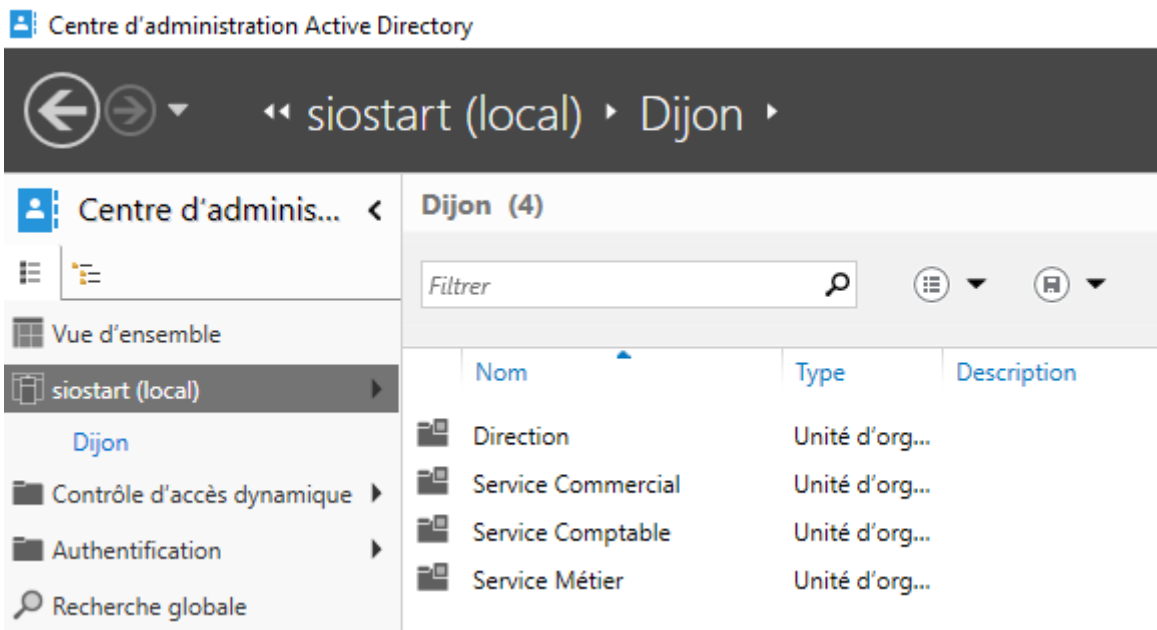 Centre d'administration Active Directory
siostart (local) Dijon
Centre d'adminis...
Dijon (4)
Filtrer
Vue d'ensemble
siostart (local)
Dijon
Contrôle d'accès dynamique
Authentification
Recherche globale
Nom Type Description
Direction Unité d'org...
Service Commercial Unité d'org...
Service Comptable Unité d'org...
Service Métier Unité d'org...